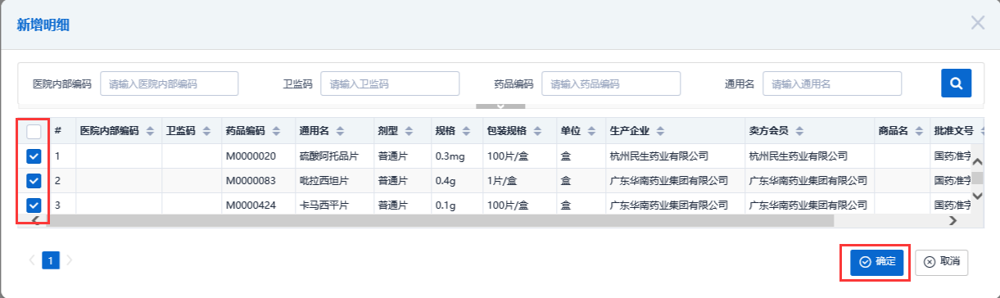 新增明细
医院内部编码 请输入医院内部编码 卫监码 请输入卫监码 药品编码 请输入药品编码 通用名 请输入通用名
# 医院内部编码 卫监码 药品编码 通用名 剂型 规格 包装规格 单位 生产企业 卖方会员 商品名 批准文号
1 M0000020 硫酸阿托品片 普通片 0.3mg 100片/盒 盒 杭州民生药业有限公司 杭州民生药业有限公司 国药准字
2 M0000083 吡拉西坦片 普通片 0.4g 1片/盒 盒 广东华南药业集团有限公司 广东华南药业集团有限公司 国药准字
3 M0000424 卡马西平片 普通片 0.1g 100片/盒 盒 广东华南药业集团有限公司 广东华南药业集团有限公司 国药准字
1 确定 取消